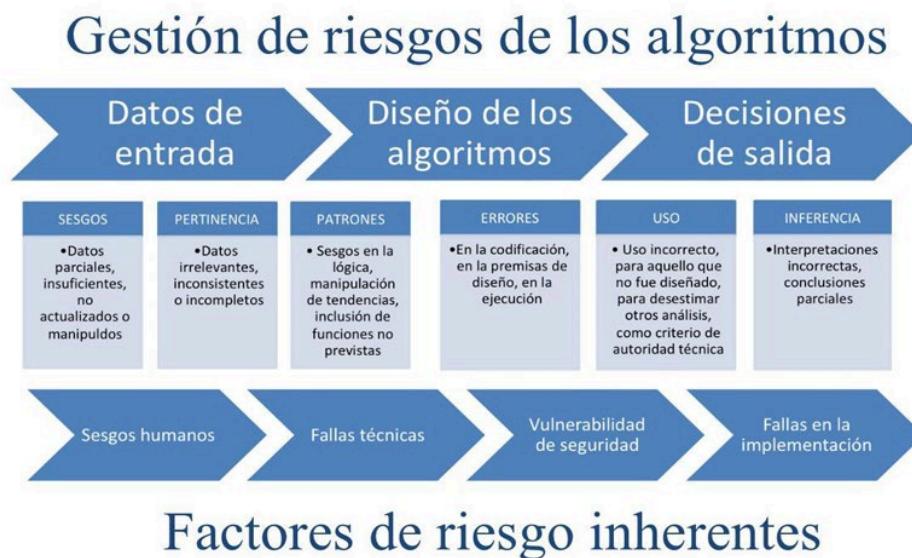 Gestión de riesgos de los algoritmos
Datos de
entrada
Diseño de los
algoritmos
Decisiones
de salida
SESGOS
•Datos
parciales,
insuficientes,
no
actualizados o
manipuldos
PERTINENCIA
•Datos
irrelevantes,
inconsistentes
o incompletos
PATRONES
• Sesgos en la
lógica,
manipulación
de tendencias,
inclusión de
funciones no
previstas
ERRORES
•En la codificación,
en la premisas de
diseño, en la
ejecución
USO
• Uso incorrecto,
para aquello que
no fue diseñado,
para desestimar
otros análisis,
como criterio de
autoridad técnica
INFERENCIA
•Interpretaciones
incorrectas,
conclusiones
parciales
Sesgos humanos
Fallas técnicas
Vulnerabilidad
de seguridad
Fallas en la
implementación
Factores de riesgo inherentes